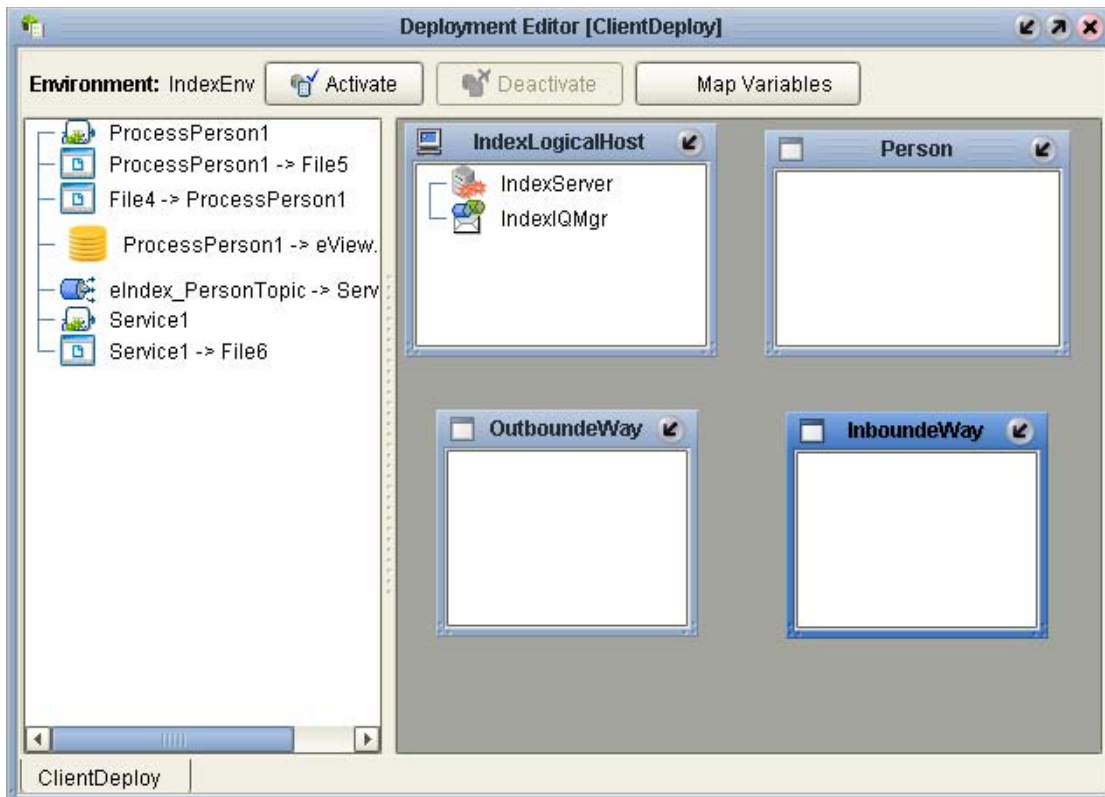 Deployment Editor [ClientDeploy]
Environment: IndexEnv Activate Deactivate Map Variables
ProcessPerson1
ProcessPerson1 -> File5
File4 -> ProcessPerson1
ProcessPerson1 -> eView.
eIndex_PersonTopic -> Serv
Service1
Service1 -> File6
IndexLogicalHost
IndexServer
IndexIQMgr
Person
OutboundeWay
InboundeWay
ClientDeploy